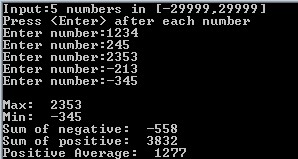 Input:5 numbers in [-29999,29999]
Press <Enter> after each number
Enter number:1234
Enter number:245
Enter number:2353
Enter number:-213
Enter number:-345
Max:  2353
Min:  -345
Sum of negative:  -558
Sum of positive:  3832
Positive Average:  1277